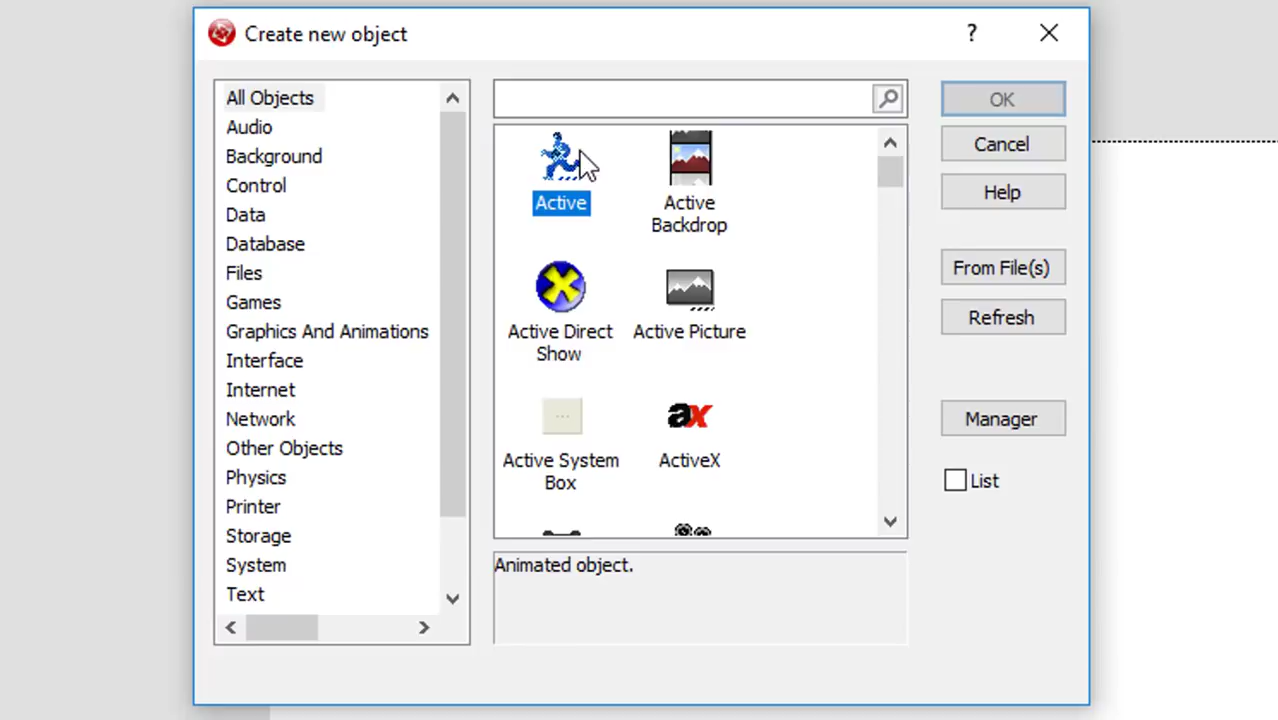 Create new object
?
All Objects
Audio
Background
Control
Data
Database
Files
Games
Graphics And Animations
Interface
Internet
Network
Other Objects
Physics
Printer
Storage
System
Text
Active
Active
Backdrop
Active Direct
Show
Active Picture
Active System
Box
ax
ActiveX
Animated object.
OK
Cancel
Help
From File(s)
Refresh
Manager
List